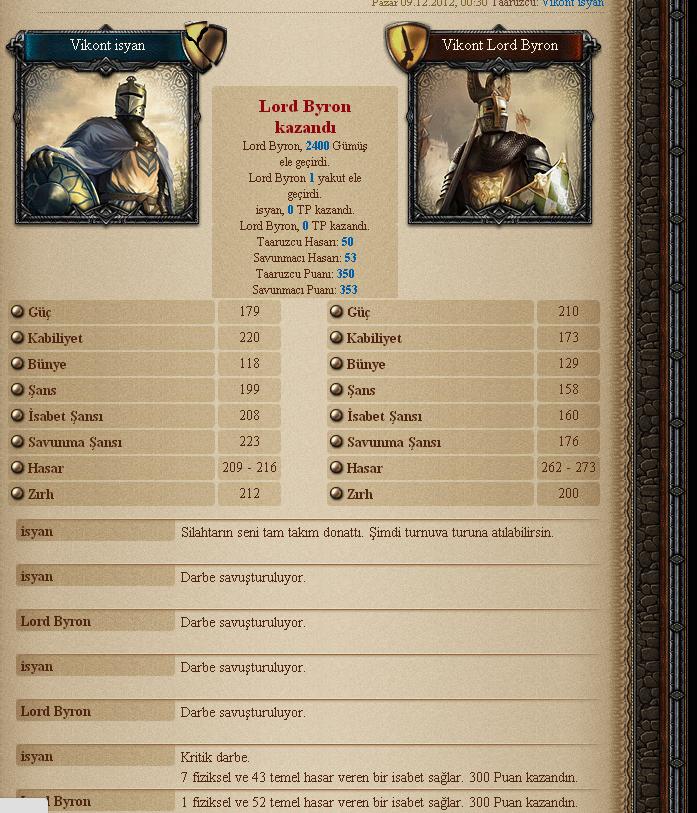 Pazar 09.12.2012, 00:30 Taaruzcu: Vikont isyan
Vikont isyan
Vikont Lord Byron
Lord Byron
kazandı
Lord Byron, 2400 Gümüş
ele geçirdi.
Lord Byron 1 yakut ele
geçirdi.
isyan, 0 TP kazandı.
Lord Byron, 0 TP kazandı.
Taaruzcu Hasarı: 50
Savunmacı Hasarı: 53
Taaruzcu Puanı: 350
Savunmacı Puanı: 353
Güç 179 Güç 210
Kabiliyet 220 Kabiliyet 173
Bünye 118 Bünye 129
Şans 199 Şans 158
İsabet Şansı 208 İsabet Şansı 160
Savunma Şansı 223 Savunma Şansı 176
Hasar 209 - 216 Hasar 262 - 273
Zırh 212 Zırh 200
isyan Silahtarın seni tam takım donattı. Şimdi turnuva turuna atılabilirsin.
isyan Darbe savuşturuluyor.
Lord Byron Darbe savuşturuluyor.
isyan Darbe savuşturuluyor.
Lord Byron Darbe savuşturuluyor.
isyan Kritik darbe.
7 fiziksel ve 43 temel hasar veren bir isabet sağlar. 300 Puan kazandın.
Byron 1 fiziksel ve 52 temel hasar veren bir isabet sağlar. 300 Puan kazandın.